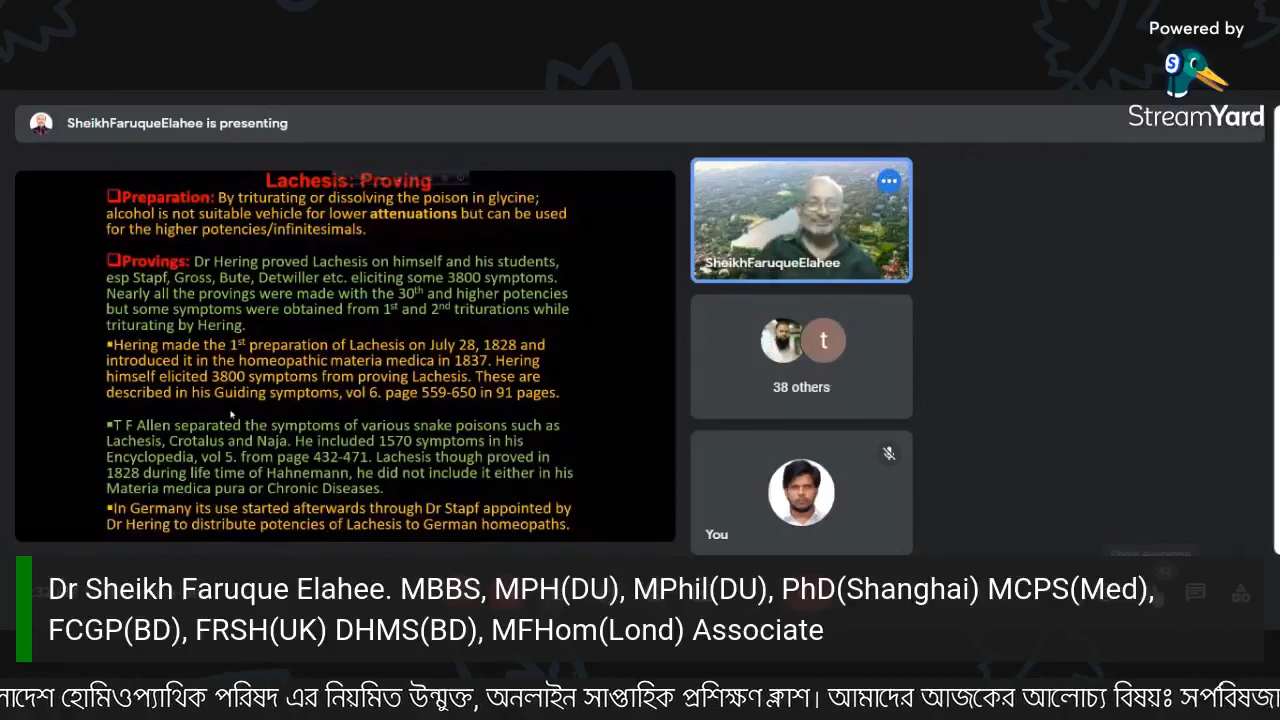 Powered by
S
StreamYard
SheikhFaruqueElahee is presenting
Lachesis: Proving
❑Preparation: By triturating or dissolving the poison in glycine;
alcohol is not suitable vehicle for lower attenuations but can be used
for the higher potencies/infinitesimals.
❑Provings: Dr Hering proved Lachesis on himself and his students,
esp Stapf, Gross, Bute, Detwiller etc. eliciting some 3800 symptoms.
Nearly all the provings were made with the 30th and higher potencies
but some symptoms were obtained from 1st and 2nd triturations while
triturating by Hering.
▪Hering made the 1st preparation of Lachesis on July 28, 1828 and
introduced it in the homeopathic materia medica in 1837. Hering
himself elicited 3800 symptoms from proving Lachesis. These are
described in his Guiding symptoms, vol 6. page 559-650 in 91 pages.
▪T F Allen separated the symptoms of various snake poisons such as
Lachesis, Crotalus and Naja. He included 1570 symptoms in his
Encyclopedia, vol 5. from page 432-471. Lachesis though proved in
1828 during life time of Hahnemann, he did not include it either in his
Materia medica pura or Chronic Diseases.
▪In Germany its use started afterwards through Dr Stapf appointed by
Dr Hering to distribute potencies of Lachesis to German homeopaths.
SheikhFaruqueElahee
t
38 others
You
Dr Sheikh Faruque Elahee. MBBS, MPH(DU), MPhil(DU), PhD(Shanghai) MCPS(Med),
FCGP(BD), FRSH(UK) DHMS(BD), MFHom(Lond) Associate
হোমিওপ্যাথিক পরিষদ এর নিয়মিত উন্মুক্ত, অনলাইন সাপ্তাহিক প্রশিক্ষণ ক্লাশ। আমাদের আজকের আলোচ্য বিষয়ঃ